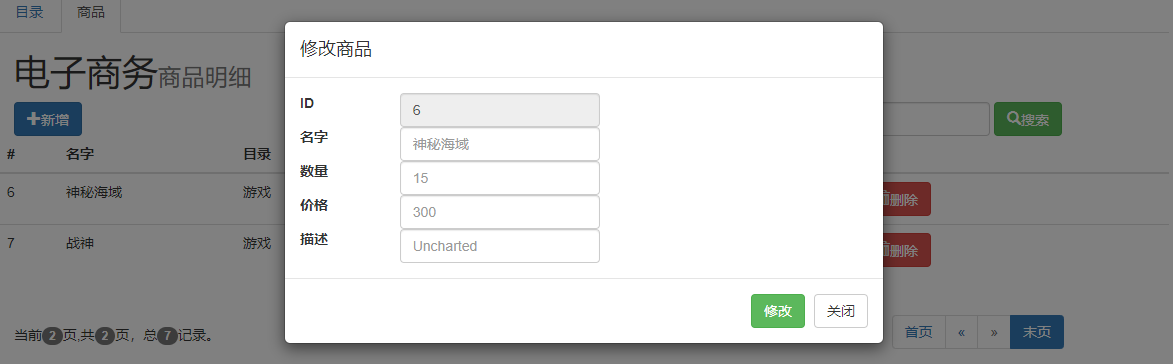 目录 商品
电子商务商品明细
新增 搜索
# 名字 目录
6 神秘海域 游戏 删除
7 战神 游戏 删除
当前2页,共2页，总7记录。 首页 « » 末页
修改商品
ID 6
名字 神秘海域
数量 15
价格 300
描述 Uncharted
修改 关闭